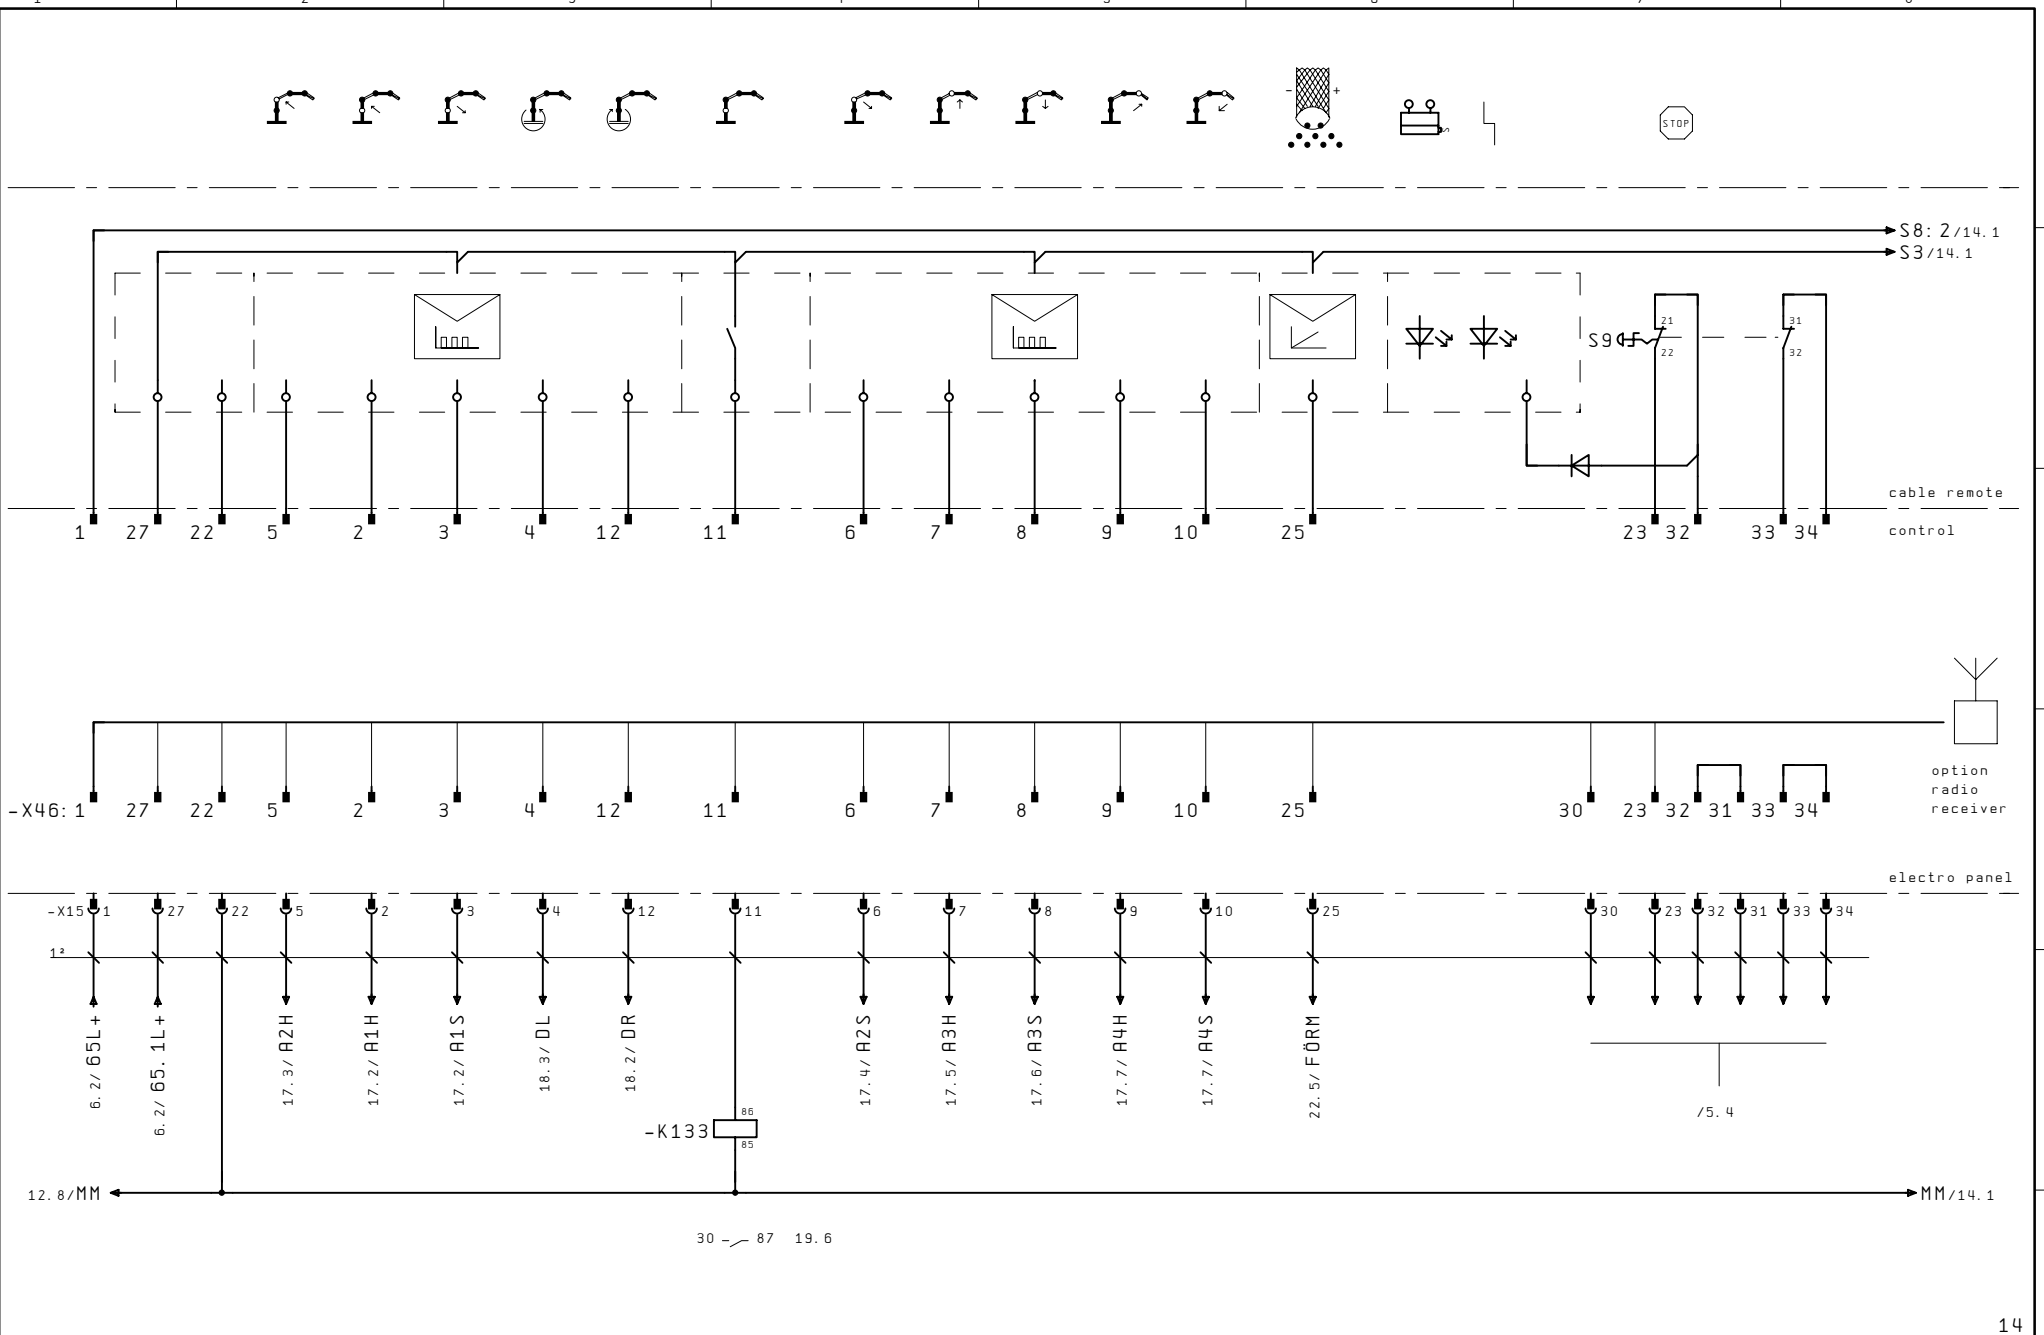 - +
STOP
S8:2/14.1
S3/14.1
21 31
S9
22 32
cable remote
1 27 22 5 2 3 4 12 11 6 7 8 9 10 25 23 32 33 34
control
option
radio
receiver
-X46: 1 27 22 5 2 3 4 12 11 6 7 8 9 10 25 30 23 32 31 33 34
electro panel
-X15 1 27 22 5 2 3 4 12 11 6 7 8 9 10 25 30 23 32 31 33 34
1²
6.2/65L+
6.2/65.1L+
17.3/A2H
17.2/A1H
17.2/A1S
18.3/DL
18.2/DR
17.4/A2S
17.5/A3H
17.6/A3S
17.7/A4H
17.7/A4S
22.5/FÖRM
/5.4
86
-K133
85
12.8/MM MM/14.1
30 87 19.6
14